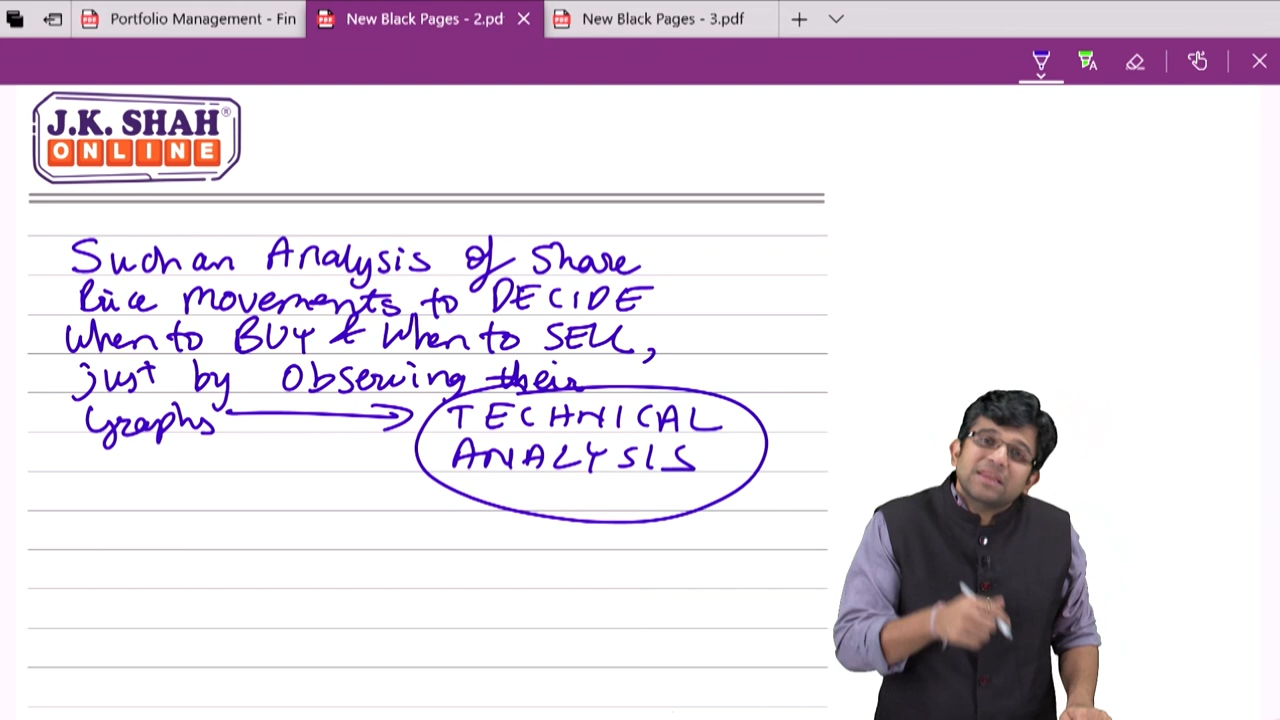 Portfolio Management - Fin
New Black Pages - 2.pd
New Black Pages - 3.pdf
J.K. SHAH®
ONLINE
Such an Analysis of Share
Price Movements to DECIDE
When to BUY & When to SELL,
just by Observing their
Graphs
TECHNICAL
ANALYSIS